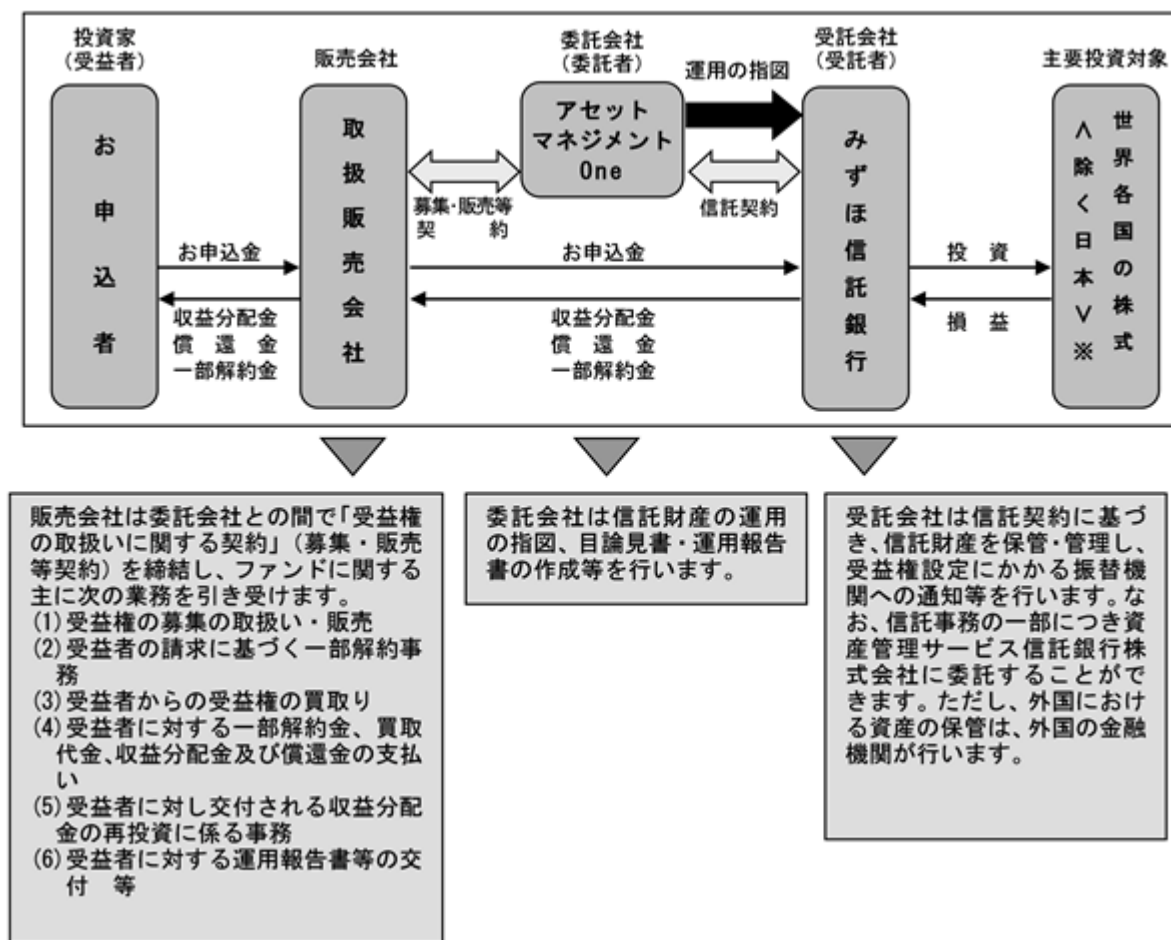 投資家
（受益者）
販売会社
委託会社
（委託者）
運用の指図
受託会社
（受託者）
主要投資対象
お申込者
取扱販売会社
アセット
マネジメント
One
みずほ信託銀行
世界各国の株式
＜除く日本＞※
募集・販売等
契　　約
信託契約
お申込金
収益分配金
償　還　金
一部解約金
お申込金
収益分配金
償　還　金
一部解約金
投　資
損　益
販売会社は委託会社との間で「受益権
の取扱いに関する契約」（募集・販売
等契約）を締結し、ファンドに関する
主に次の業務を引き受けます。
(1)受益権の募集の取扱い・販売
(2)受益者の請求に基づく一部解約事
務
(3)受益者からの受益権の買取り
(4)受益者に対する一部解約金、買取
代金、収益分配金及び償還金の支払
い
(5)受益者に対し交付される収益分配
金の再投資に係る事務
(6)受益者に対する運用報告書等の交
付　等
委託会社は信託財産の運用
の指図、目論見書・運用報告
書の作成等を行います。
受託会社は信託契約に基づ
き、信託財産を保管・管理し、
受益権設定にかかる振替機
関への通知等を行います。な
お、信託事務の一部につき資
産管理サービス信託銀行株
式会社に委託することがで
きます。ただし、外国におけ
る資産の保管は、外国の金融
機関が行います。